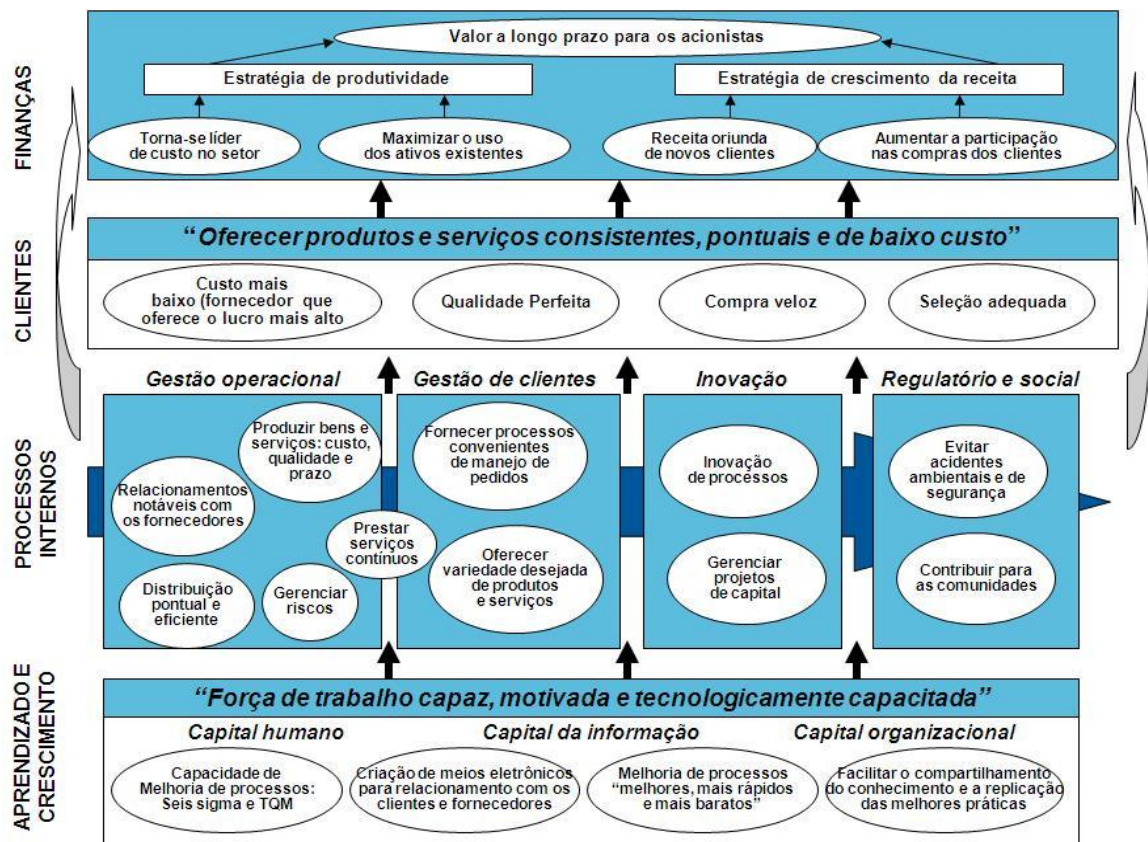 FINANÇAS
Valor a longo prazo para os acionistas
Estratégia de produtividade
Estratégia de crescimento da receita
Torna-se líder
de custo no setor
Maximizar o uso
dos ativos existentes
Receita oriunda
de novos clientes
Aumentar a participação
nas compras dos clientes
CLIENTES
“Oferecer produtos e serviços consistentes, pontuais e de baixo custo”
Custo mais
baixo (fornecedor que
oferece o lucro mais alto
Qualidade Perfeita
Compra veloz
Seleção adequada
PROCESSOS
INTERNOS
Gestão operacional
Produzir bens e
serviços: custo,
qualidade e
prazo
Relacionamentos
notáveis com
os fornecedores
Prestar
serviços
contínuos
Distribuição
pontual e
eficiente
Gerenciar
riscos
Gestão de clientes
Fornecer processos
convenientes
de manejo de
pedidos
Oferecer
variedade desejada
de produtos
e serviços
Inovação
Inovação
de processos
Gerenciar
projetos
de capital
Regulatório e social
Evitar
acidentes
ambientais e de
segurança
Contribuir para
as comunidades
APRENDIZADO E
CRESCIMENTO
“Força de trabalho capaz, motivada e tecnologicamente capacitada”
Capital humano
Capital da informação
Capital organizacional
Capacidade de
Melhoria de processos:
Seis sigma e TQM
Criação de meios eletrônicos
para relacionamento com os
clientes e fornecedores
Melhoria de processos
“melhores, mais rápidos
e mais baratos”
Facilitar o compartilhamento
do conhecimento e a replicação
das melhores práticas